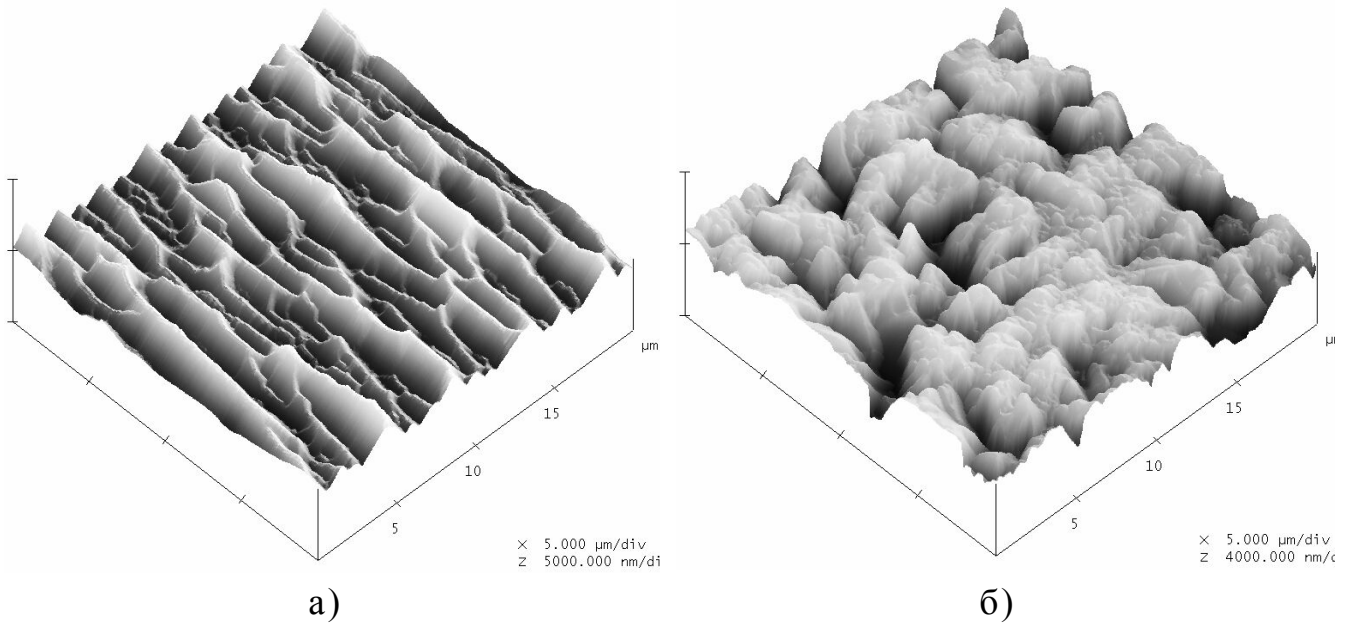 µm
15
10
5
X 5.000 µm/div
Z 5000.000 nm/di
а)
µ
15
10
5
X 5.000 µm/div
Z 4000.000 nm/
б)